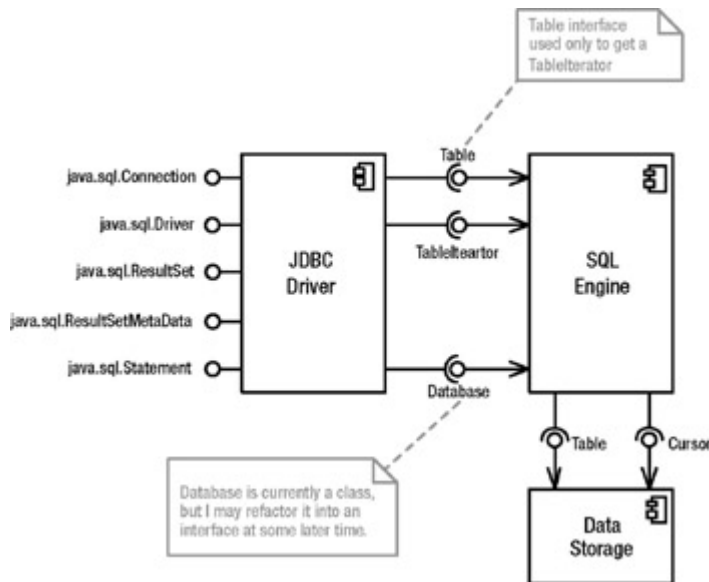 Table interface
used only to get a
TableIterator
Table
java.sql.Connection
java.sql.Driver
TableIteartor
java.sql.ResultSet
JDBC
Driver
SQL
Engine
java.sql.ResultSetMetaData
java.sql.Statement
Database
Table
Cursor
Database is currently a class,
but I may refactor it into an
interface at some later time.
Data
Storage